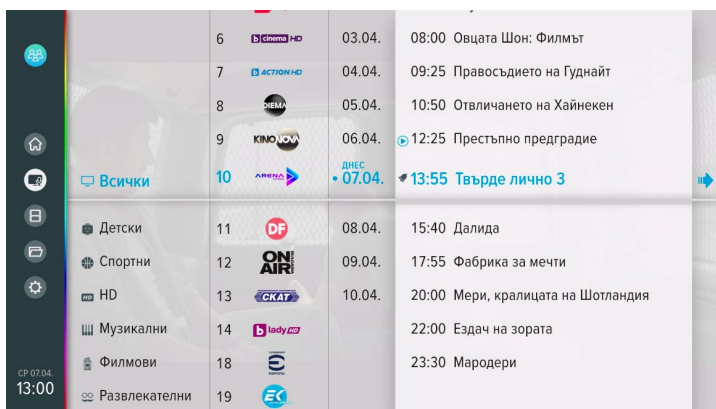 6 b cinema HD 03.04. 08:00 Овцата Шон: Филмът
7 b ACTION HD 04.04. 09:25 Правосъдието на Гуднайт
8 DIEMA 05.04. 10:50 Отвличането на Хайнекен
9 KINO NOVA 06.04. 12:25 Престъпно предградие
ДНЕС
Всички 10 ARENA 07.04. 13:55 Твърде лично 3
Детски 11 DF 08.04. 15:40 Далида
Спортни 12 ON AIR 09.04. 17:55 Фабрика за мечти
HD HD 13 СКАТ 10.04. 20:00 Мери, кралицата на Шотландия
Музикални 14 b lady HD 22:00 Ездач на зората
Филмови 18 23:30 Мародери
СР 07.04.
13:00 Развлекателни 19 EK